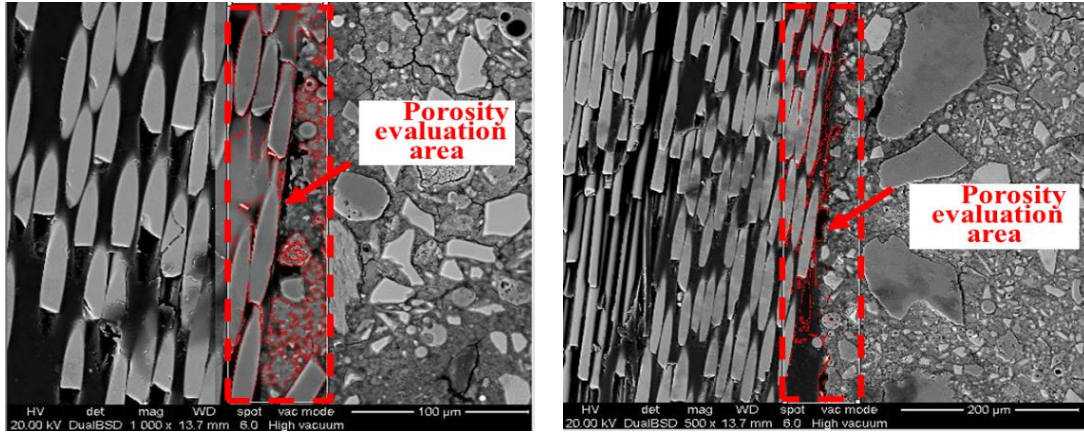 Porosity
evaluation
area
HV det mag WD spot vac mode 100 µm
20.00 kV DualBSD 1 000 x 13.7 mm 6.0 High vacuum
Porosity
evaluation
area
HV det mag WD spot vac mode 200 µm
20.00 kV DualBSD 500 x 13.7 mm 6.0 High vacuum